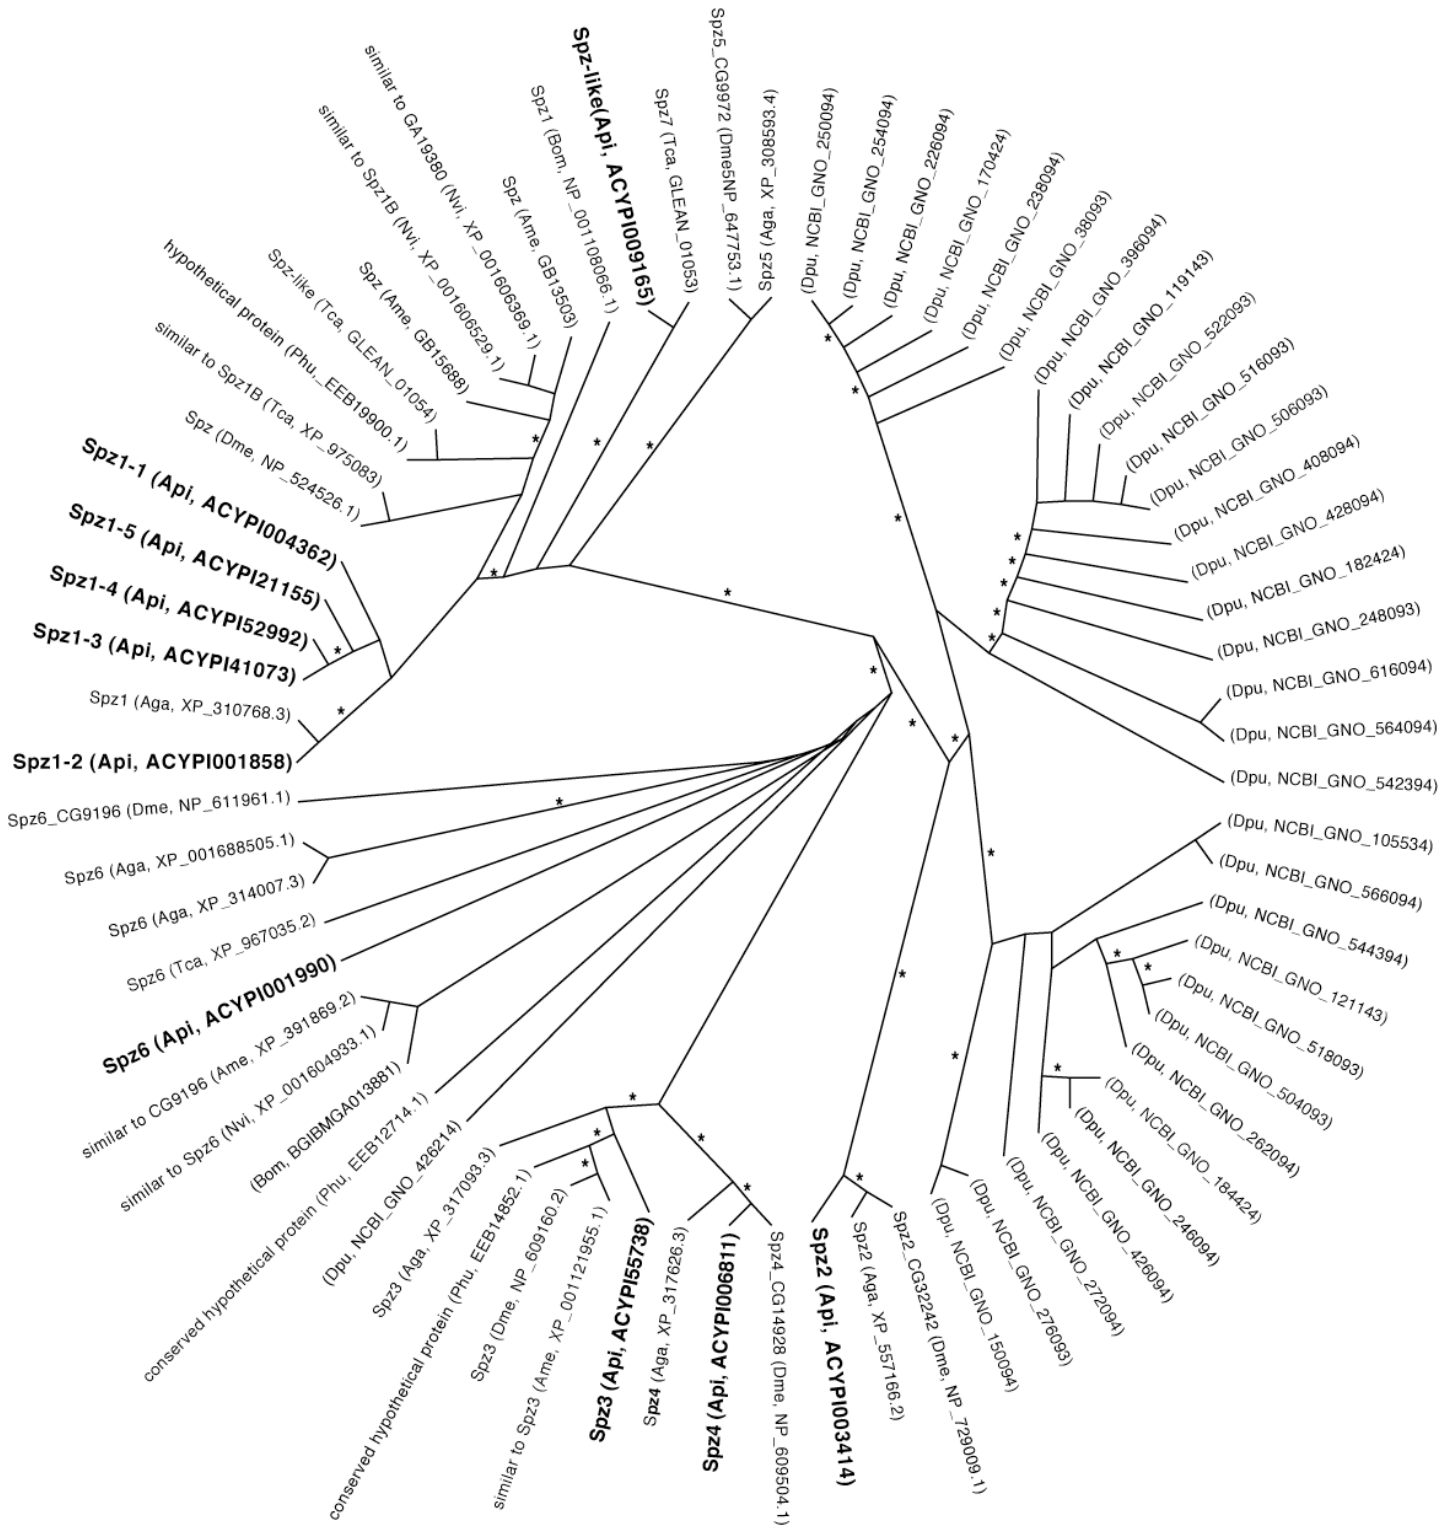 Spz5_CG9972 (Dme5NP_647753.1)
Spz5 (Aga, XP_308593.4)
(Dpu, NCBI_GNO_250094)
(Dpu, NCBI_GNO_254094)
(Dpu, NCBI_GNO_226094)
(Dpu, NCBI_GNO_170424)
(Dpu, NCBI_GNO_238094)
(Dpu, NCBI_GNO_38093)
(Dpu, NCBI_GNO_396094)
(Dpu, NCBI_GNO_119143)
(Dpu, NCBI_GNO_522093)
(Dpu, NCBI_GNO_516093)
(Dpu, NCBI_GNO_506093)
(Dpu, NCBI_GNO_408094)
(Dpu, NCBI_GNO_428094)
(Dpu, NCBI_GNO_182424)
(Dpu, NCBI_GNO_248093)
(Dpu, NCBI_GNO_616094)
(Dpu, NCBI_GNO_564094)
(Dpu, NCBI_GNO_542394)
(Dpu, NCBI_GNO_105534)
(Dpu, NCBI_GNO_566094)
(Dpu, NCBI_GNO_544394)
(Dpu, NCBI_GNO_121143)
(Dpu, NCBI_GNO_518093)
(Dpu, NCBI_GNO_504093)
(Dpu, NCBI_GNO_262094)
(Dpu, NCBI_GNO_184424)
(Dpu, NCBI_GNO_246094)
(Dpu, NCBI_GNO_426094)
(Dpu, NCBI_GNO_272094)
(Dpu, NCBI_GNO_276093)
(Dpu, NCBI_GNO_150094)
Spz2_CG32242 (Dme, NP_729009.1)
Spz2 (Aga, XP_557166.2)
Spz2 (Api, ACYPI003414)
Spz4_CG14928 (Dme, NP_609504.1)
Spz4 (Api, ACYPI006811)
Spz4 (Aga, XP_317626.3)
Spz3 (Api, ACYPI55738)
similar to Spz3 (Ame, XP_001121955.1)
Spz3 (Dme, NP_609160.2)
conserved hypothetical protein (Phu, EEB14852.1)
Spz3 (Aga, XP_317093.3)
(Dpu, NCBI_GNO_426214)
conserved hypothetical protein (Phu, EEB12714.1)
(Bom, BGIBMGA013881)
similar to Spz6 (Nvi, XP_001604933.1)
similar to CG9196 (Ame, XP_391869.2)
Spz6 (Api, ACYPI001990)
Spz6 (Tca, XP_967035.2)
Spz6 (Aga, XP_314007.3)
Spz6 (Aga, XP_001688505.1)
Spz6_CG9196 (Dme, NP_611961.1)
Spz1-2 (Api, ACYPI001858)
Spz1 (Aga, XP_310768.3)
Spz1-3 (Api, ACYPI41073)
Spz1-4 (Api, ACYPI52992)
Spz1-5 (Api, ACYPI21155)
Spz1-1 (Api, ACYPI004362)
Spz (Dme, NP_524526.1)
similar to Spz1B (Tca, XP_975083)
hypothetical protein (Phu,_EEB19900.1)
Spz-like (Tca, GLEAN_01054)
Spz (Ame, GB15688)
similar to Spz1B (Nvi, XP_001606529.1)
similar to GA19380 (Nvi, XP_001606369.1)
Spz (Ame, GB13503)
Spz1 (Bom, NP_001108066.1)
Spz-like(Api, ACYPI009165)
Spz7 (Tca, GLEAN_01053)